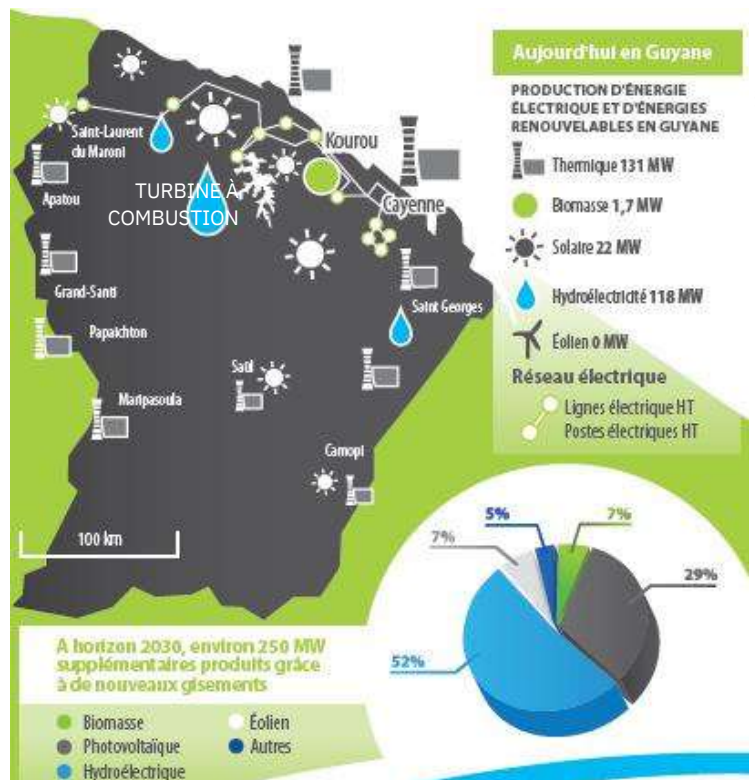 Aujourd'hui en Guyane
PRODUCTION D'ÉNERGIE
ÉLECTRIQUE ET D'ÉNERGIES
RENOUVELABLES EN GUYANE
Thermique 131 MW
Biomasse 1,7 MW
Solaire 22 MW
Hydroélectricité 118 MW
Éolien 0 MW
Réseau électrique
Lignes électrique HT
Postes électriques HT
Saint-Laurent
du Maroni
Kourou
Apatou
TURBINE À
COMBUSTION
Cayenne
Grand-Santi
Saint Georges
Papaichton
Saül
Maripasoula
Camopi
100 km
5%
7%
7%
29%
52%
A horizon 2030, environ 250 MW
supplémentaires produits grâce
à de nouveaux gisements
Biomasse
Éolien
Photovoltaïque
Autres
Hydroélectrique